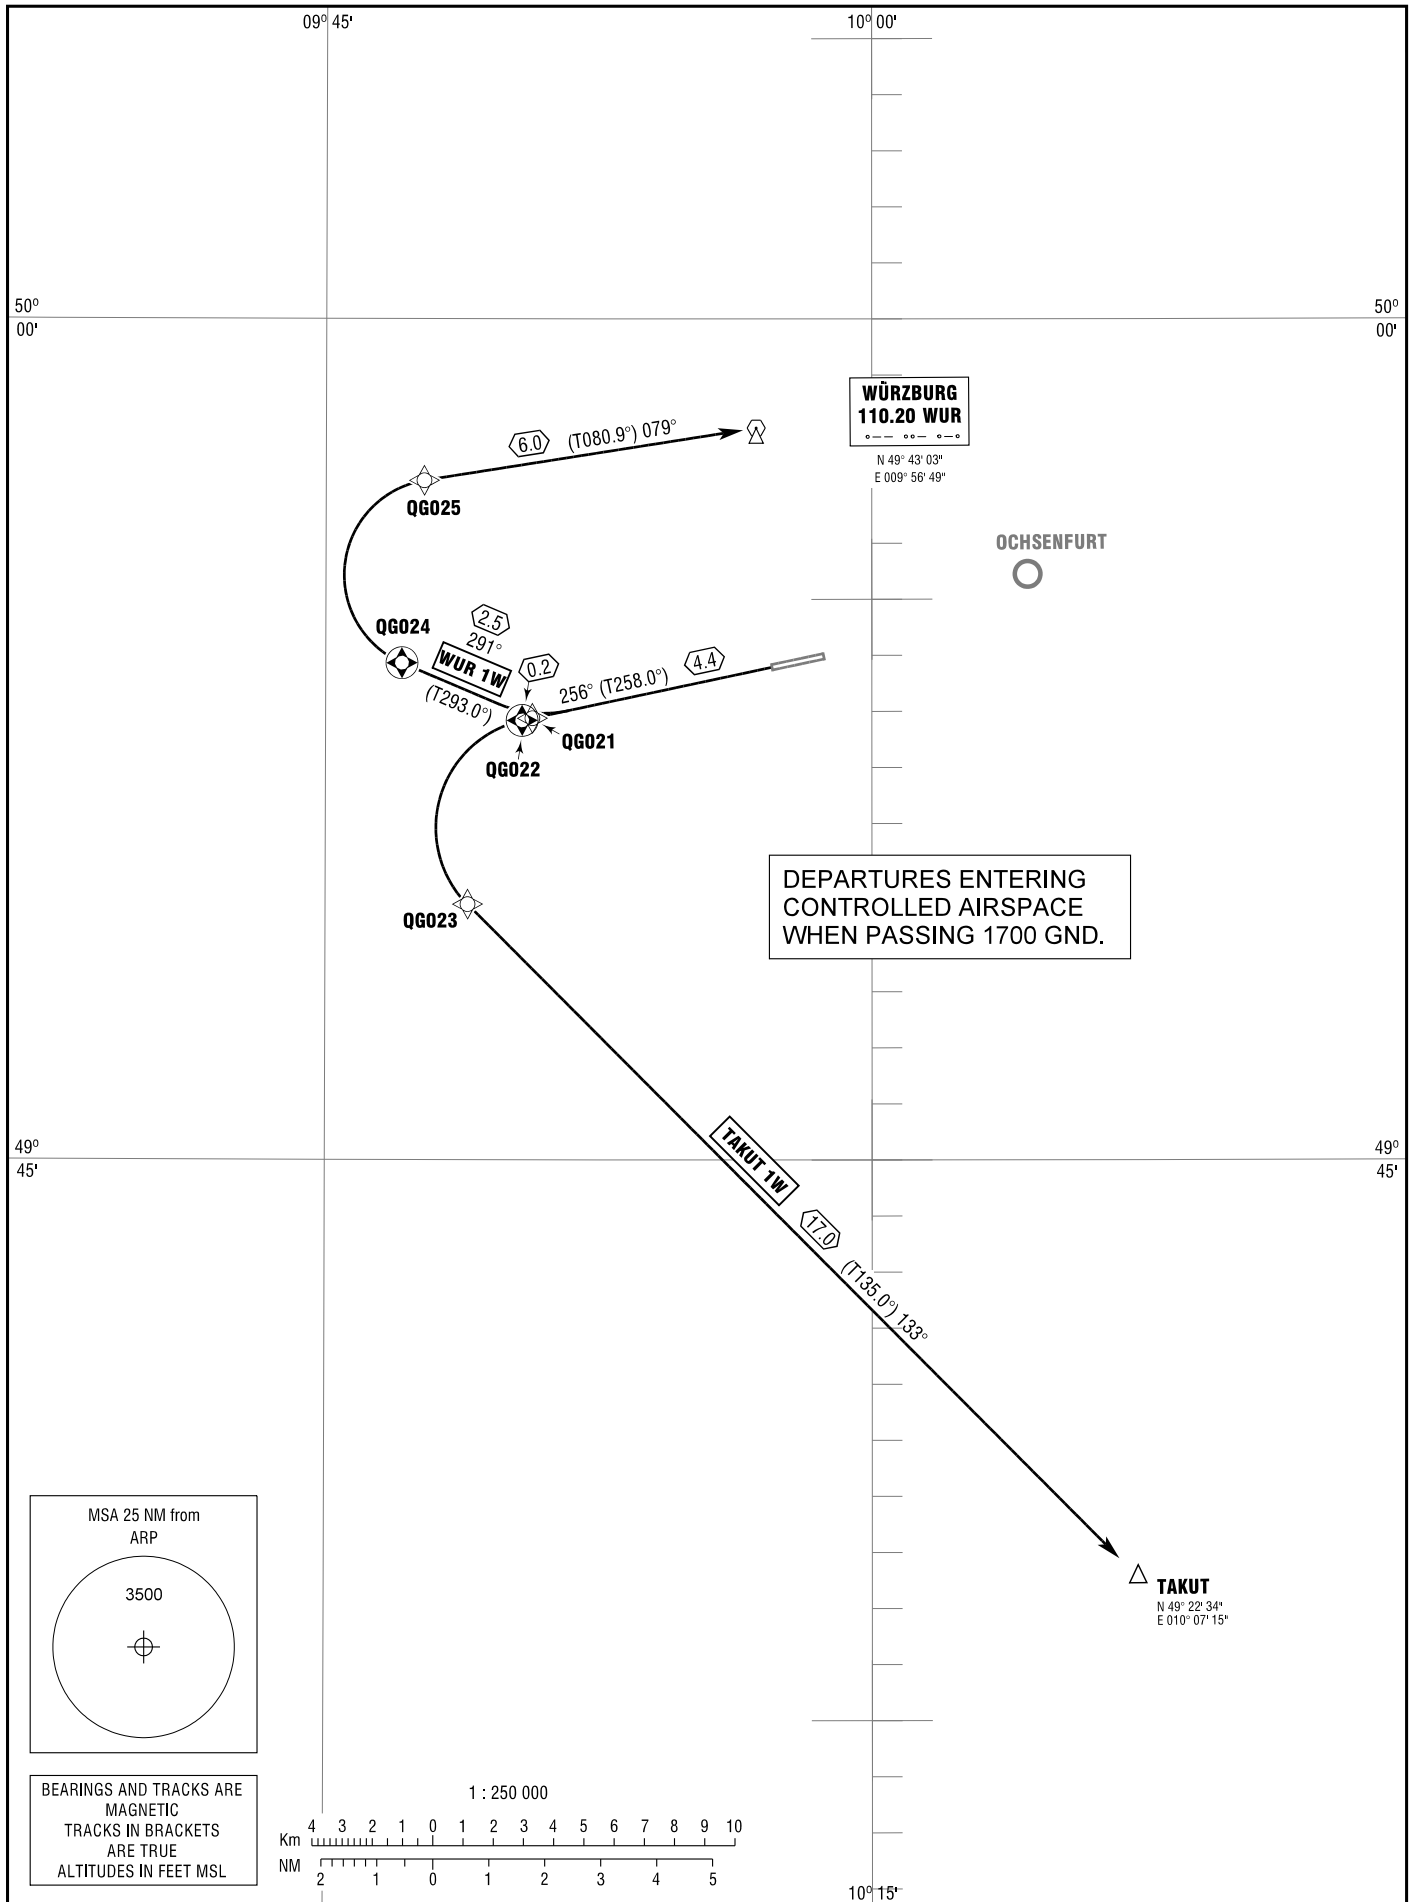 09° 45'
10° 00'
50°
00'
50°
00'
WÜRZBURG
110.20 WUR
N 49° 43' 03"
E 009° 56' 49"
6.0
(T080.9°) 079°
QG025
OCHSENFURT
QG024
2.5
291°
WUR 1W
(T293.0°)
0.2
256° (T258.0°)
4.4
QG021
QG022
QG023
DEPARTURES ENTERING
CONTROLLED AIRSPACE
WHEN PASSING 1700 GND.
49°
45'
49°
45'
TAKUT 1W
17.0
(T135.0°) 133°
TAKUT
N 49° 22' 34"
E 010° 07' 15"
MSA 25 NM from
ARP
3500
BEARINGS AND TRACKS ARE
MAGNETIC
TRACKS IN BRACKETS
ARE TRUE
ALTITUDES IN FEET MSL
1 : 250 000
Km 4 3 2 1 0 1 2 3 4 5 6 7 8 9 10
NM 2 1 0 1 2 3 4 5
10° 15'